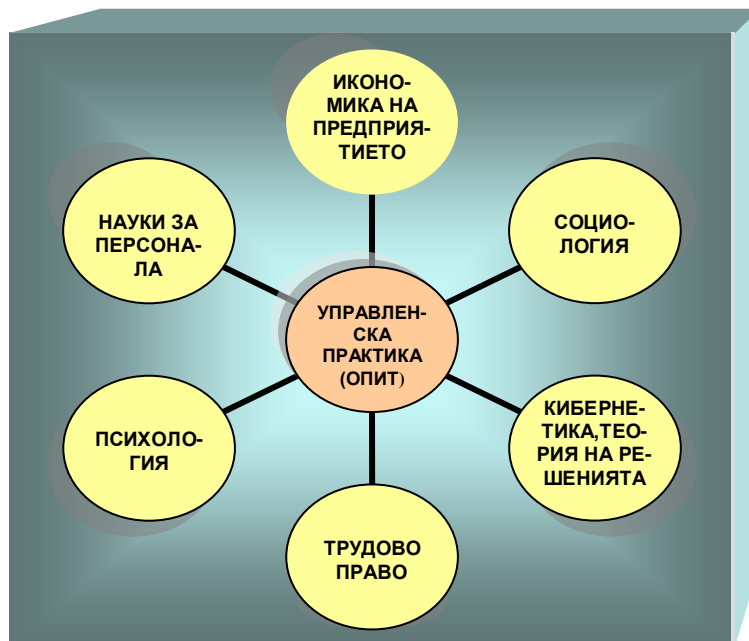 ИКОНО-
МИКА НА
ПРЕДПРИЯ-
ТИЕТО
НАУКИ ЗА
ПЕРСОНА-
ЛА
СОЦИО-
ЛОГИЯ
УПРАВЛЕН-
СКА
ПРАКТИКА
(ОПИТ)
ПСИХОЛО-
ГИЯ
КИБЕРНЕ-
ТИКА,ТЕО-
РИЯ НА РЕ-
ШЕНИЯТА
ТРУДОВО
ПРАВО